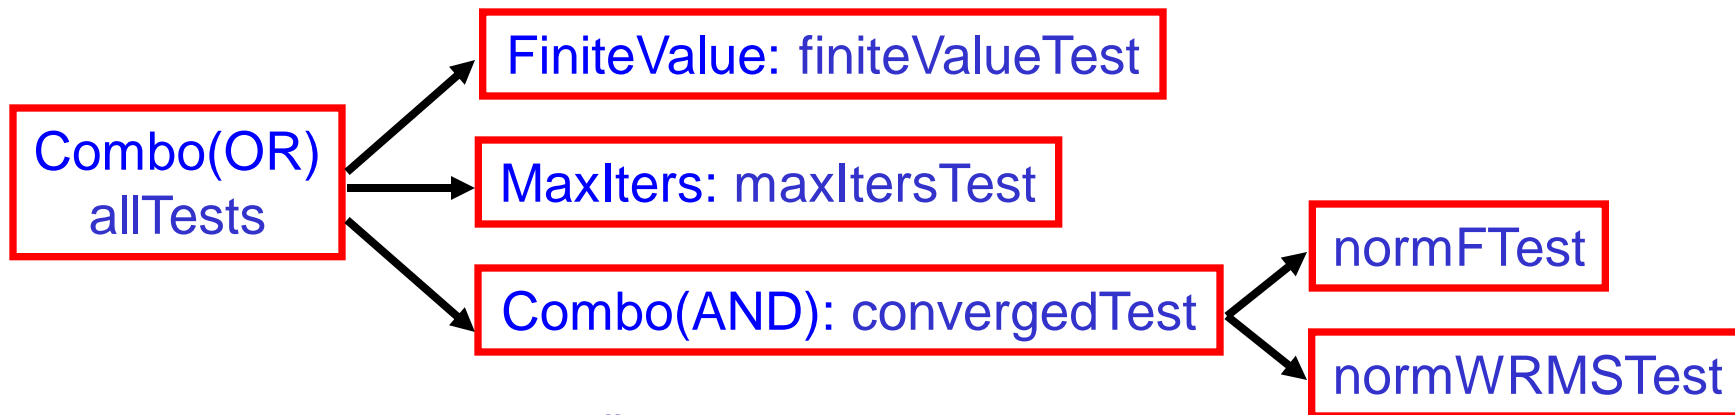 FiniteValue: finiteValueTest
Combo(OR)
allTests
MaxIters: maxItersTest
normFTest
Combo(AND): convergedTest
normWRMSTest